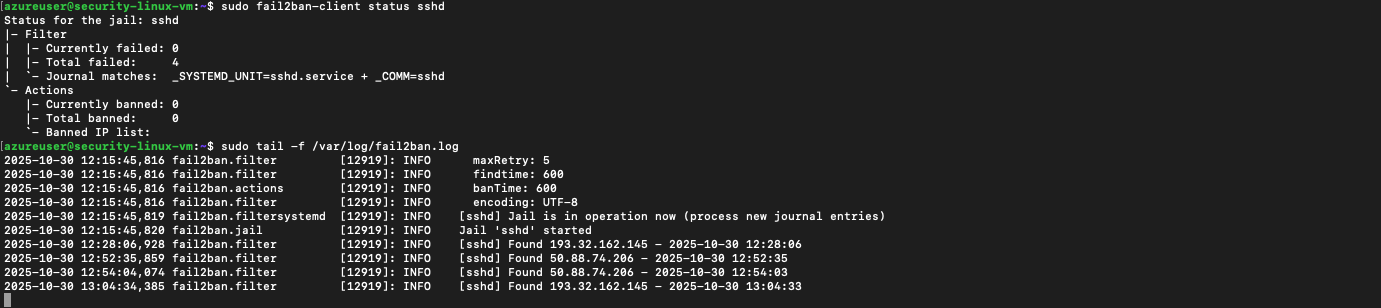 [azureuser@security-linux-vm:~$ sudo fail2ban-client status sshd
Status for the jail: sshd
|- Filter
|  |- Currently failed: 0
|  |- Total failed:     4
|  `- Journal matches:  _SYSTEMD_UNIT=sshd.service + _COMM=sshd
`- Actions
   |- Currently banned: 0
   |- Total banned:     0
   `- Banned IP list:
[azureuser@security-linux-vm:~$ sudo tail -f /var/log/fail2ban.log
2025-10-30 12:15:45,816 fail2ban.filter         [12919]: INFO      maxRetry: 5
2025-10-30 12:15:45,816 fail2ban.filter         [12919]: INFO      findtime: 600
2025-10-30 12:15:45,816 fail2ban.actions        [12919]: INFO      banTime: 600
2025-10-30 12:15:45,816 fail2ban.filter         [12919]: INFO      encoding: UTF-8
2025-10-30 12:15:45,819 fail2ban.filtersystemd  [12919]: INFO    [sshd] Jail is in operation now (process new journal entries)
2025-10-30 12:15:45,820 fail2ban.jail           [12919]: INFO    Jail 'sshd' started
2025-10-30 12:28:06,928 fail2ban.filter         [12919]: INFO    [sshd] Found 193.32.162.145 - 2025-10-30 12:28:06
2025-10-30 12:52:35,859 fail2ban.filter         [12919]: INFO    [sshd] Found 50.88.74.206 - 2025-10-30 12:52:35
2025-10-30 12:54:04,074 fail2ban.filter         [12919]: INFO    [sshd] Found 50.88.74.206 - 2025-10-30 12:54:03
2025-10-30 13:04:34,385 fail2ban.filter         [12919]: INFO    [sshd] Found 193.32.162.145 - 2025-10-30 13:04:33